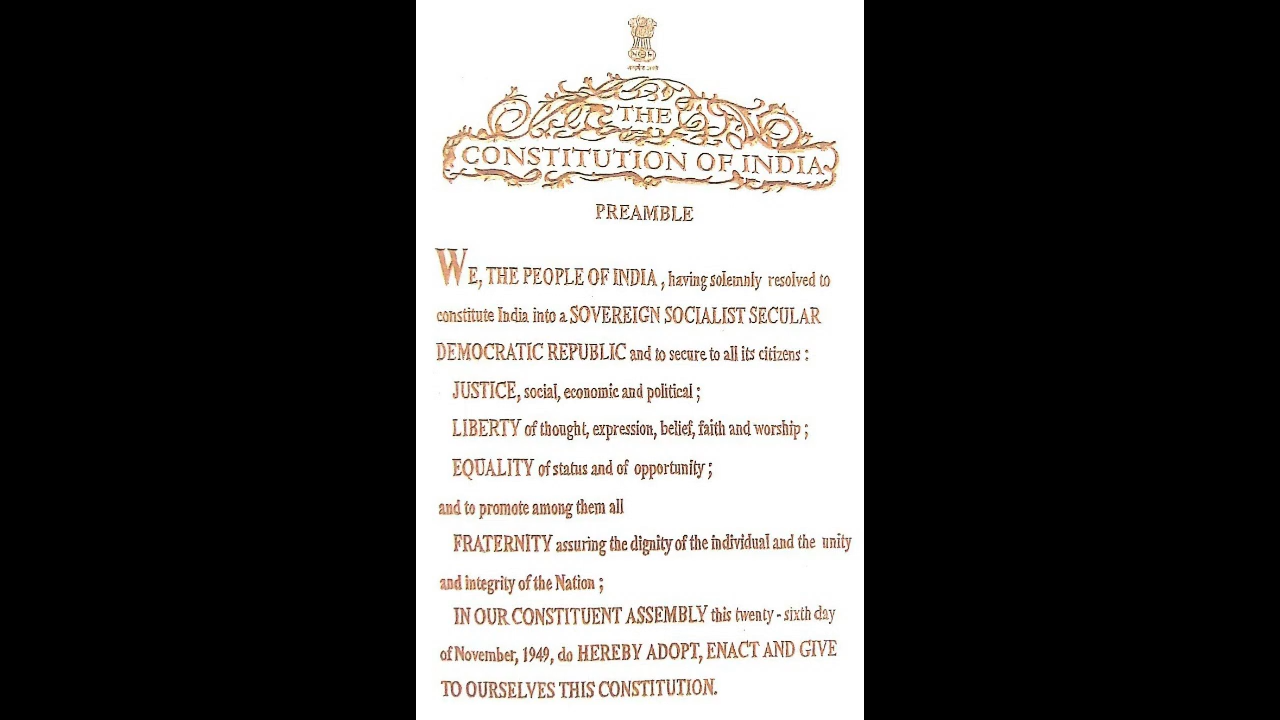 THE
CONSTITUTION OF INDIA
PREAMBLE
WE, THE PEOPLE OF INDIA , having solemnly resolved to
constitute India into a SOVEREIGN SOCIALIST SECULAR
DEMOCRATIC REPUBLIC and to secure to all its citizens :
JUSTICE, social, economic and political ;
LIBERTY of thought, expression, belief, faith and worship ;
EQUALITY of status and of opportunity ;
and to promote among them all
FRATERNITY assuring the dignity of the individual and the unity
and integrity of the Nation ;
IN OUR CONSTITUENT ASSEMBLY this twenty - sixth day
of November, 1949, do HEREBY ADOPT, ENACT AND GIVE
TO OURSELVES THIS CONSTITUTION.